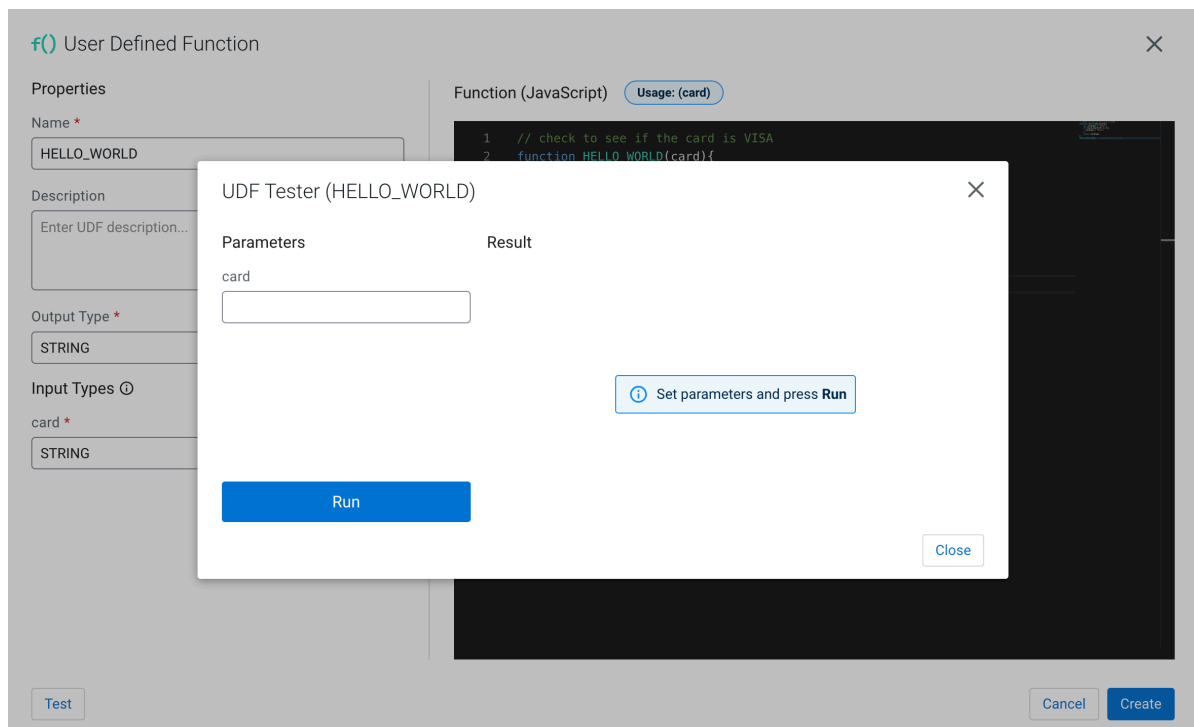 f() User Defined Function
Properties
Name *
HELLO_WORLD
Description
Enter UDF description...
Output Type *
STRING
Input Types
card *
STRING
Function (JavaScript) Usage: (card)
1 // check to see if the card is VISA
2 function HELLO_WORLD(card){
UDF Tester (HELLO_WORLD)
Parameters
card
Run
Result
Set parameters and press Run
Close
Test
Cancel
Create